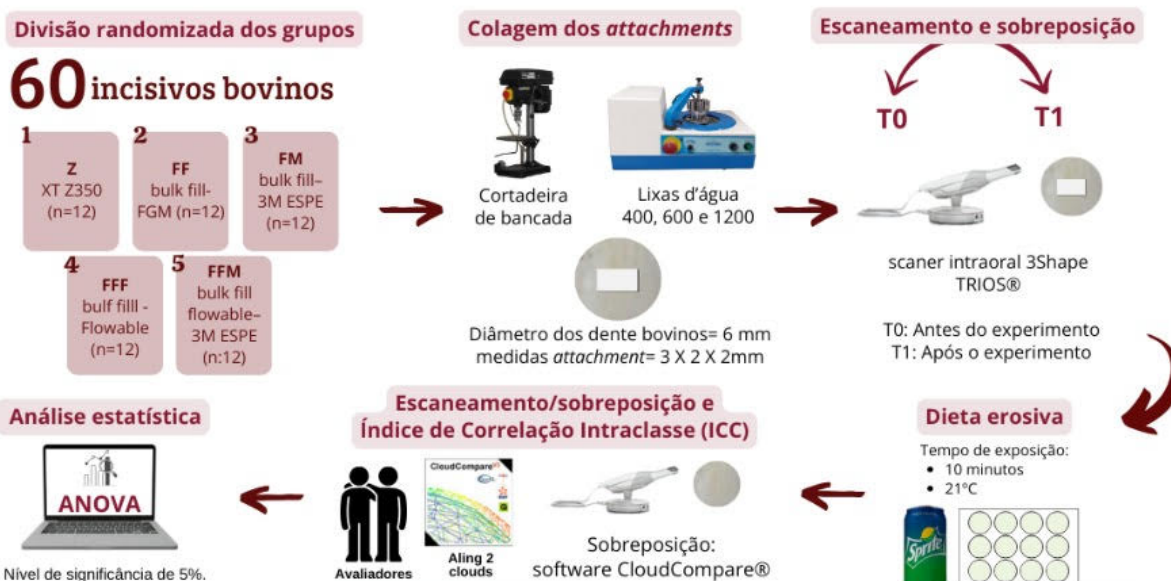 Divisão randomizada dos grupos
60 incisivos bovinos
1
Z
XT Z350
(n=12)
2
FF
bulk fill-
FGM (n=12)
3
FM
bulk fill–
3M ESPE
(n=12)
4
FFF
bulf filll -
Flowable
(n=12)
5
FFM
bulk fill
flowable–
3M ESPE
(n:12)
Colagem dos attachments
Cortadeira
de bancada
Lixas d’água
400, 600 e 1200
Diâmetro dos dente bovinos= 6 mm
medidas attachment= 3 X 2 X 2mm
Escaneamento e sobreposição
T0
T1
scaner intraoral 3Shape
TRIOS®
T0: Antes do experimento
T1: Após o experimento
Dieta erosiva
Tempo de exposição:
• 10 minutos
• 21ºC
Sprite
Escaneamento/sobreposição e
Índice de Correlação Intraclasse (ICC)
Avaliadores
CloudCompare
Aling 2
clouds
Sobreposição:
software CloudCompare®
Análise estatística
ANOVA
Nível de significância de 5%.